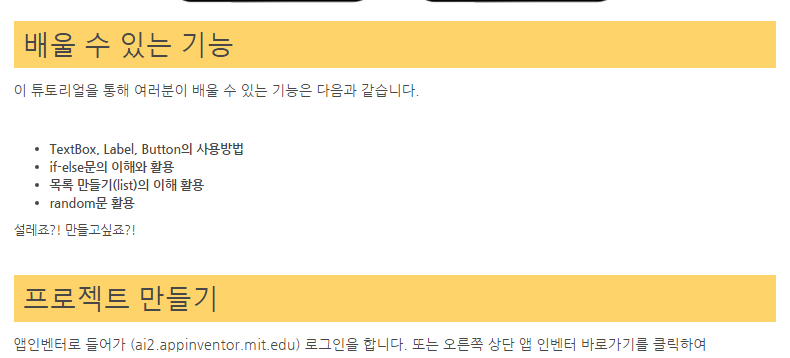 배울 수 있는 기능
이 튜토리얼을 통해 여러분이 배울 수 있는 기능은 다음과 같습니다.
• TextBox, Label, Button의 사용방법
• if-else문의 이해와 활용
• 목록 만들기(list)의 이해 활용
• random문 활용
설레죠?! 만들고싶죠?!
프로젝트 만들기
앱인벤터로 들어가 (ai2.appinventor.mit.edu) 로그인을 합니다. 또는 오른쪽 상단 앱 인벤터 바로가기를 클릭하여